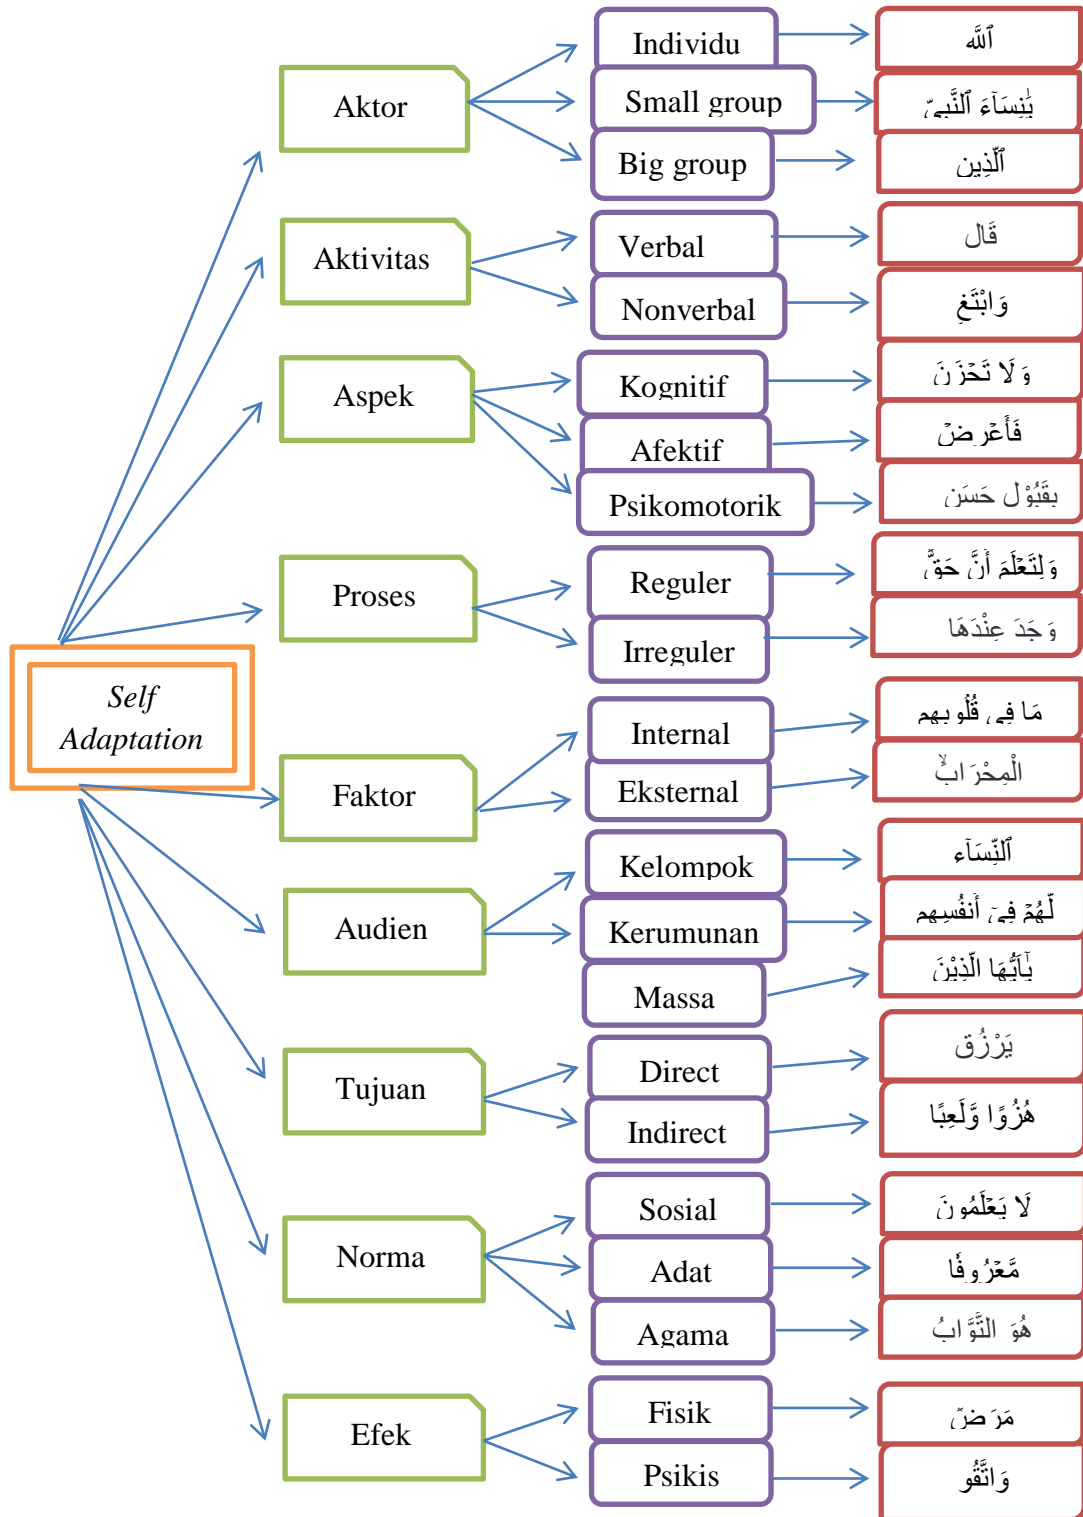 Individu
ٱللَّه
Aktor
Small group
يَٰنِسَآءَ ٱلنَّبِيِّ
Big group
ٱلَّذِين
Aktivitas
Verbal
قَال
Nonverbal
وَابْتَغِ
Aspek
Kognitif
وَلَا تَحْزَنَ
Afektif
فَأَعْرِضْ
Psikomotorik
بِقَبُوْلٍ حَسَن
Proses
Reguler
وَلِتَعْلَمَ أَنَّ حَقٌّ
Irreguler
وَجَدَ عِنْدَهَا
Self
Adaptation
Faktor
Internal
مَا فِي قُلُوبِهِم
Eksternal
الْمِحْرَابَۙ
Audien
Kelompok
ٱلنِّسَآء
Kerumunan
لَّهُمْ فِىٓ أَنفُسِهِم
Massa
يٰٓاَيُّهَا الَّذِيْنَ
Tujuan
Direct
يَرْزُق
Indirect
هُزُوًا وَّلَعِبًا
Norma
Sosial
لَا يَعْلَمُونَ
Adat
مَّعْرُوفًا
Agama
هُوَ التَّوَّابُ
Efek
Fisik
مَرَضٌ
Psikis
وَاتَّقُو